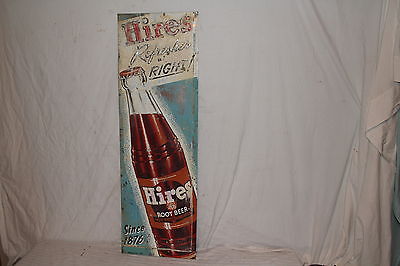 Hires
Refreshes
RIGHT!
Hires
ROOT BEER
Since
1876